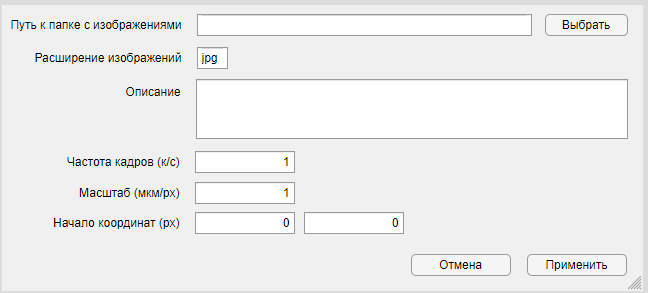 Путь к папке с изображениями Выбрать
Расширение изображений jpg
Описание
Частота кадров (к/с) 1
Масштаб (мкм/px) 1
Начало координат (px) 0 0
Отмена Применить